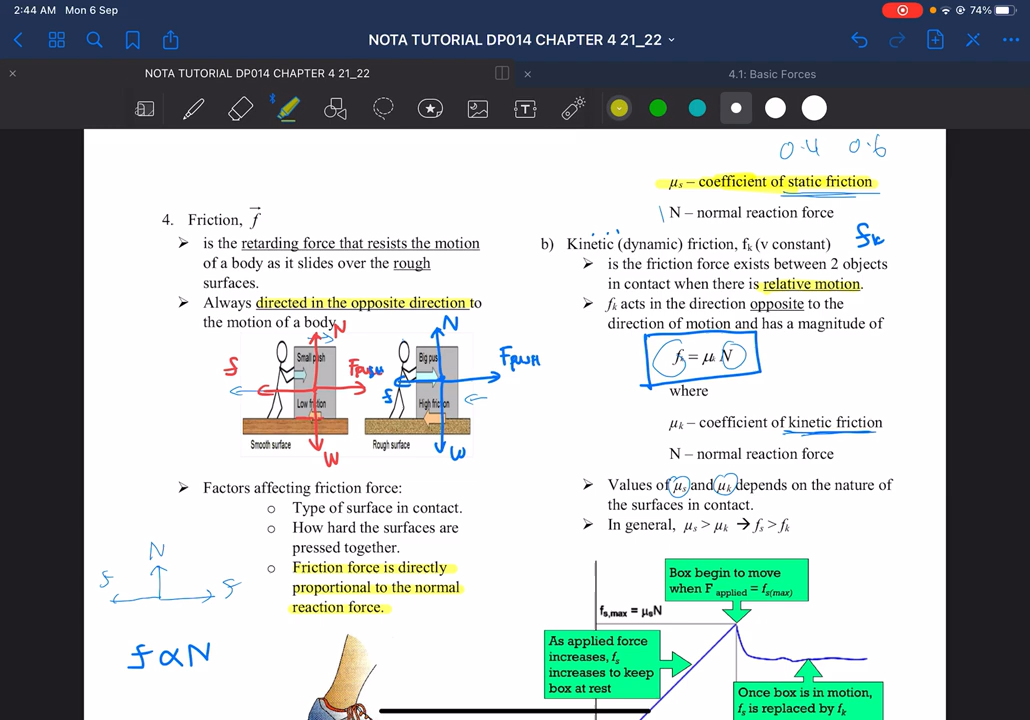 2:44 AM Mon 6 Sep
74%
NOTA TUTORIAL DP014 CHAPTER 4 21_22
NOTA TUTORIAL DP014 CHAPTER 4 21_22
4.1: Basic Forces
4. Friction, f
➢ is the retarding force that resists the motion
of a body as it slides over the rough
surfaces.
➢ Always directed in the opposite direction to
the motion of a body
N
N
f
Small push
Fpush
Low friction
Smooth surface
W
Big pus
FPUSH
f
High friction
Rough surface
W
➢ Factors affecting friction force:
o Type of surface in contact.
o How hard the surfaces are
pressed together.
o Friction force is directly
proportional to the normal
reaction force.
N
f
f
f ∝ N
0.4 0.6
μs – coefficient of static friction
N – normal reaction force
b) Kinetic (dynamic) friction, fk (v constant)
fk
➢ is the friction force exists between 2 objects
in contact when there is relative motion.
➢ fk acts in the direction opposite to the
direction of motion and has a magnitude of
fk = μk N
where
μk – coefficient of kinetic friction
N – normal reaction force
➢ Values of μs and μk depends on the nature of
the surfaces in contact.
➢ In general, μs > μk → fs > fk
Box begin to move
when F applied = fs(max)
fs,max = μsN
As applied force
increases, fs
increases to keep
box at rest
Once box is in motion,
fs is replaced by fk